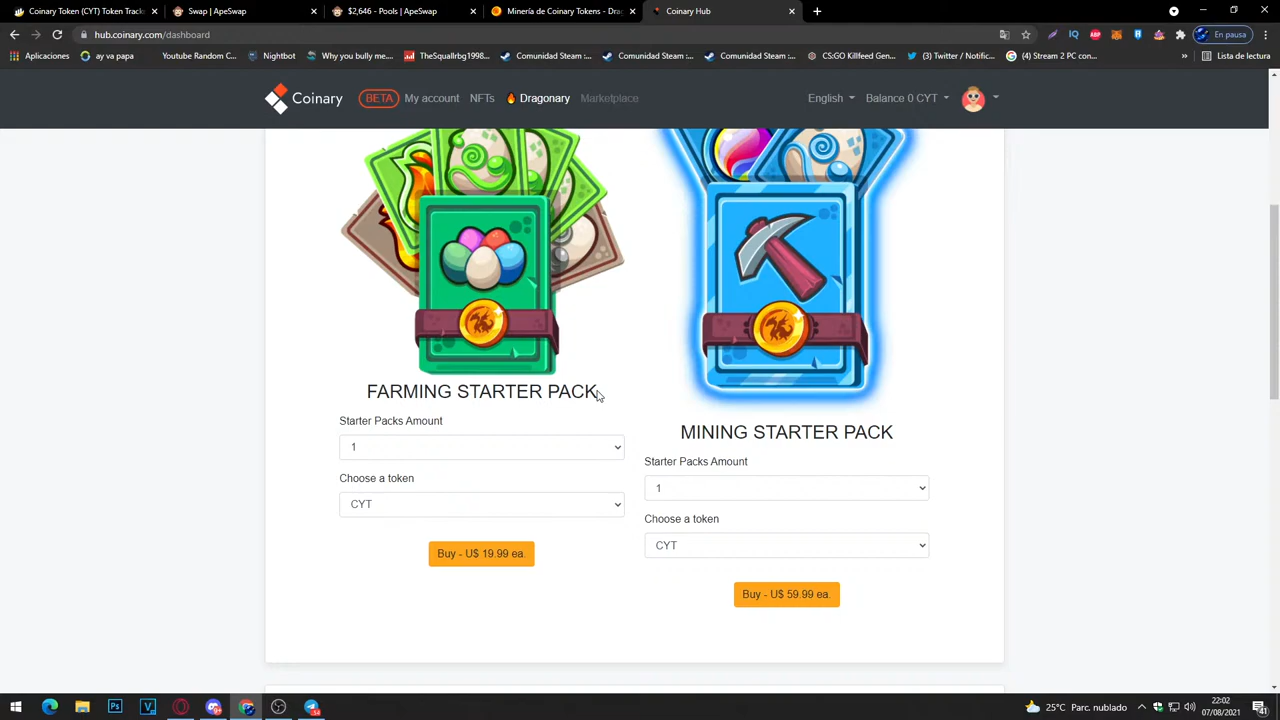 Coinary Token (CYT) Token Track
Swap | ApeSwap
$2,646 - Pools | ApeSwap
Minería de Coinary Tokens - Drag
Coinary Hub
hub.coinary.com/dashboard
En pausa
Aplicaciones
ay va papa
Youtube Random C...
Nightbot
Why you bully me....
TheSquallrbg1998...
Comunidad Steam :...
Comunidad Steam :...
Comunidad Steam :...
CS:GO Killfeed Gen...
(3) Twitter / Notific...
(4) Stream 2 PC con...
»
Lista de lectura
Coinary
BETA
My account
NFTs
Dragonary
Marketplace
English
Balance 0 CYT
FARMING STARTER PACK
Starter Packs Amount
1
Choose a token
CYT
Buy - U$ 19.99 ea.
MINING STARTER PACK
Starter Packs Amount
1
Choose a token
CYT
Buy - U$ 59.99 ea.
25°C Parc. nublado
22:02
07/08/2021